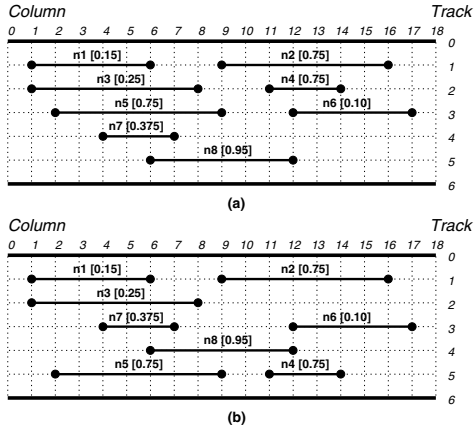 Column Track
0 1 2 3 4 5 6 7 8 9 10 11 12 13 14 15 16 17 18
0
n1 [0.15] n2 [0.75]
1
n3 [0.25] n4 [0.75]
2
n5 [0.75] n6 [0.10]
3
n7 [0.375]
4
n8 [0.95]
5
6
(a)
Column Track
0 1 2 3 4 5 6 7 8 9 10 11 12 13 14 15 16 17 18
0
n1 [0.15] n2 [0.75]
1
n3 [0.25]
2
n7 [0.375] n6 [0.10]
3
n8 [0.95]
4
n5 [0.75] n4 [0.75]
5
6
(b)